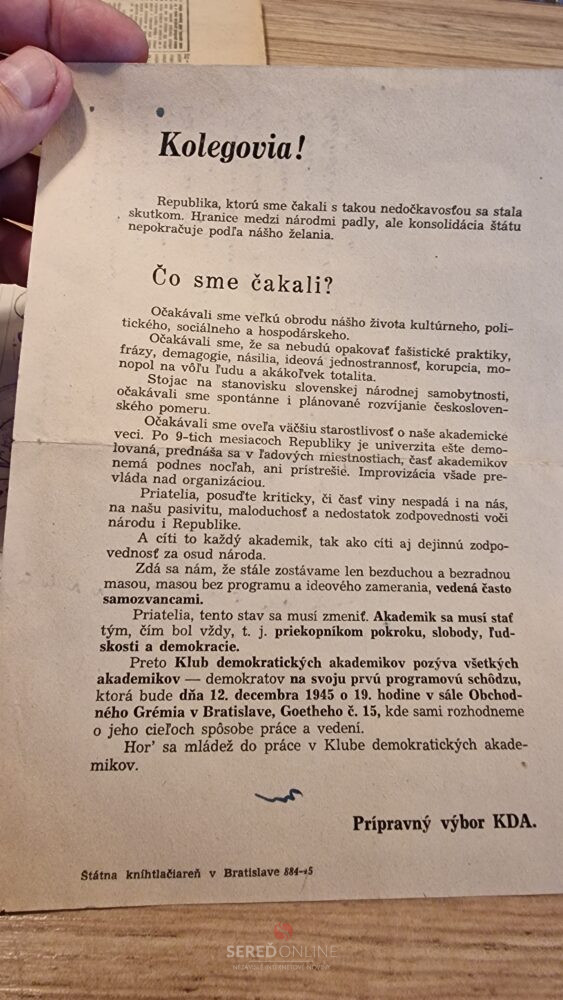 Kolegovia!
Republika, ktorú sme čakali s takou nedočkavosťou sa stala
skutkom. Hranice medzi národmi padly, ale konsolidácia štátu
nepokračuje podľa nášho želania.
Čo sme čakali?
Očakávali sme veľkú obrodu nášho života kultúrneho, poli-
tického, sociálneho a hospodárskeho.
Očakávali sme, že sa nebudú opakovať fašistické praktiky,
frázy, demagogie, násilia, ideová jednostrannosť, korupcia, mo-
nopol na vôľu ľudu a akákoľvek totalita.
Stojac na stanovisku slovenskej národnej samobytnosti,
očakávali sme spontánne i plánované rozvíjanie českosloven-
ského pomeru.
Očakávali sme oveľa väčšiu starostlivosť o naše akademické
veci. Po 9-tich mesiacoch Republiky je univerzita ešte demo-
lovaná, prednáša sa v ľadových miestnostiach, časť akademikov
nemá podnes nocľah, ani prístrešie. Improvizácia všade pre-
vláda nad organizáciou.
Priatelia, posuďte kriticky, či časť viny nespadá i na nás,
na našu pasivitu, maloduchosť a nedostatok zodpovednosti voči
národu i Republike.
A cíti to každý akademik, tak ako cíti aj dejinnú zodpo-
vednosť za osud národa.
Zdá sa nám, že stále zostávame len bezduchou a bezradnou
masou, masou bez programu a ideového zamerania, vedená často
samozvancami.
Priatelia, tento stav sa musí zmeniť. Akademik sa musí stať
tým, čím bol vždy, t. j. priekopníkom pokroku, slobody, ľud-
skosti a demokracie.
Preto Klub demokratických akademikov pozýva všetkých
akademikov — demokratov na svoju prvú programovú schôdzu,
ktorá bude dňa 12. decembra 1945 o 19. hodine v sále Obchod-
ného Grémia v Bratislave, Goetheho č. 15, kde sami rozhodneme
o jeho cieľoch spôsobe práce a vedení.
Hor' sa mládež do práce v Klube demokratických akade-
mikov.
Prípravný výbor KDA.
Štátna kníhtlačiareň v Bratislave 884-45
SEREĎONLINE